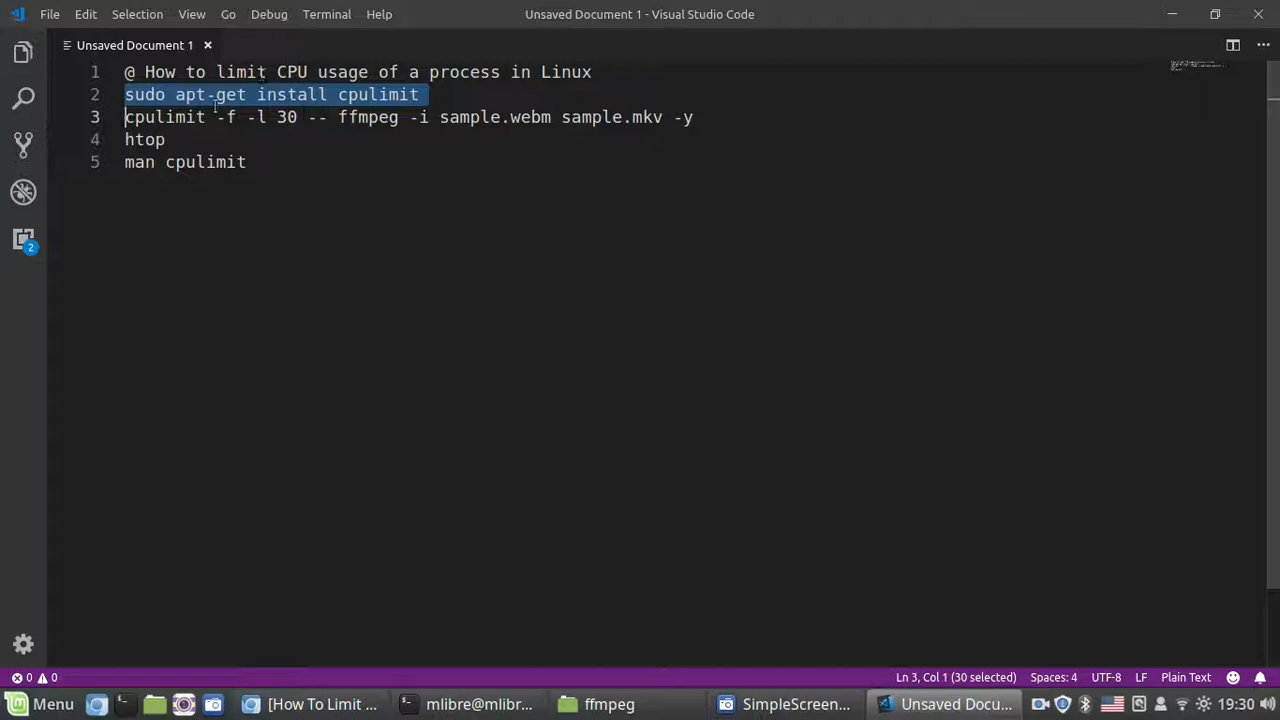 File Edit Selection View Go Debug Terminal Help
Unsaved Document 1 - Visual Studio Code
Unsaved Document 1 ×
1 @ How to limit CPU usage of a process in Linux
2 sudo apt-get install cpulimit
3 cpulimit -f -l 30 -- ffmpeg -i sample.webm sample.mkv -y
4 htop
5 man cpulimit
2
0 0 Ln 3, Col 1 (30 selected) Spaces: 4 UTF-8 LF Plain Text
Menu [How To Limit ... mlibre@mlibr... ffmpeg SimpleScreen... Unsaved Docu... 19:30